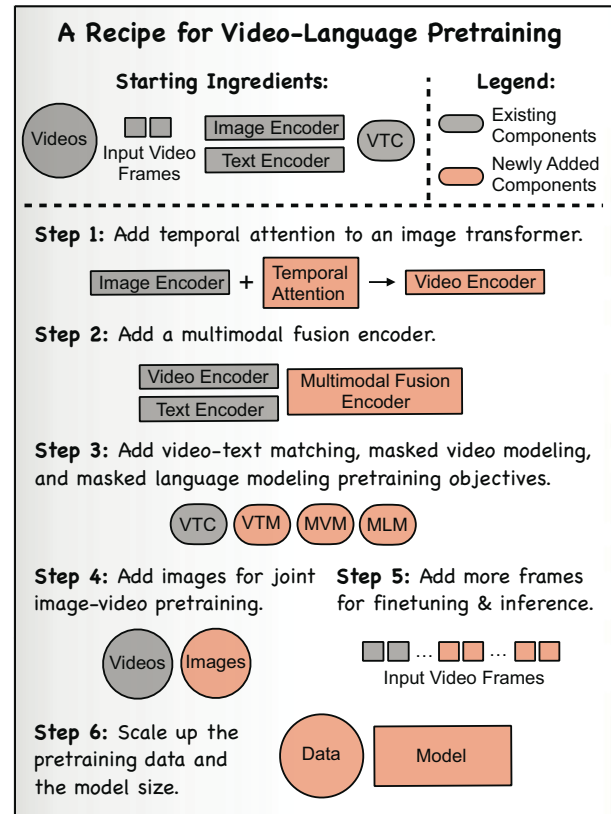 A Recipe for Video-Language Pretraining
Starting Ingredients:
Videos
Input Video
Frames
Image Encoder
Text Encoder
VTC
Legend:
Existing
Components
Newly Added
Components
Step 1: Add temporal attention to an image transformer.
Image Encoder
+
Temporal
Attention
Video Encoder
Step 2: Add a multimodal fusion encoder.
Video Encoder
Text Encoder
Multimodal Fusion
Encoder
Step 3: Add video-text matching, masked video modeling,
and masked language modeling pretraining objectives.
VTC VTM MVM MLM
Step 4: Add images for joint
image-video pretraining.
Videos Images
Step 5: Add more frames
for finetuning & inference.
... ...
Input Video Frames
Step 6: Scale up the
pretraining data and
the model size.
Data Model